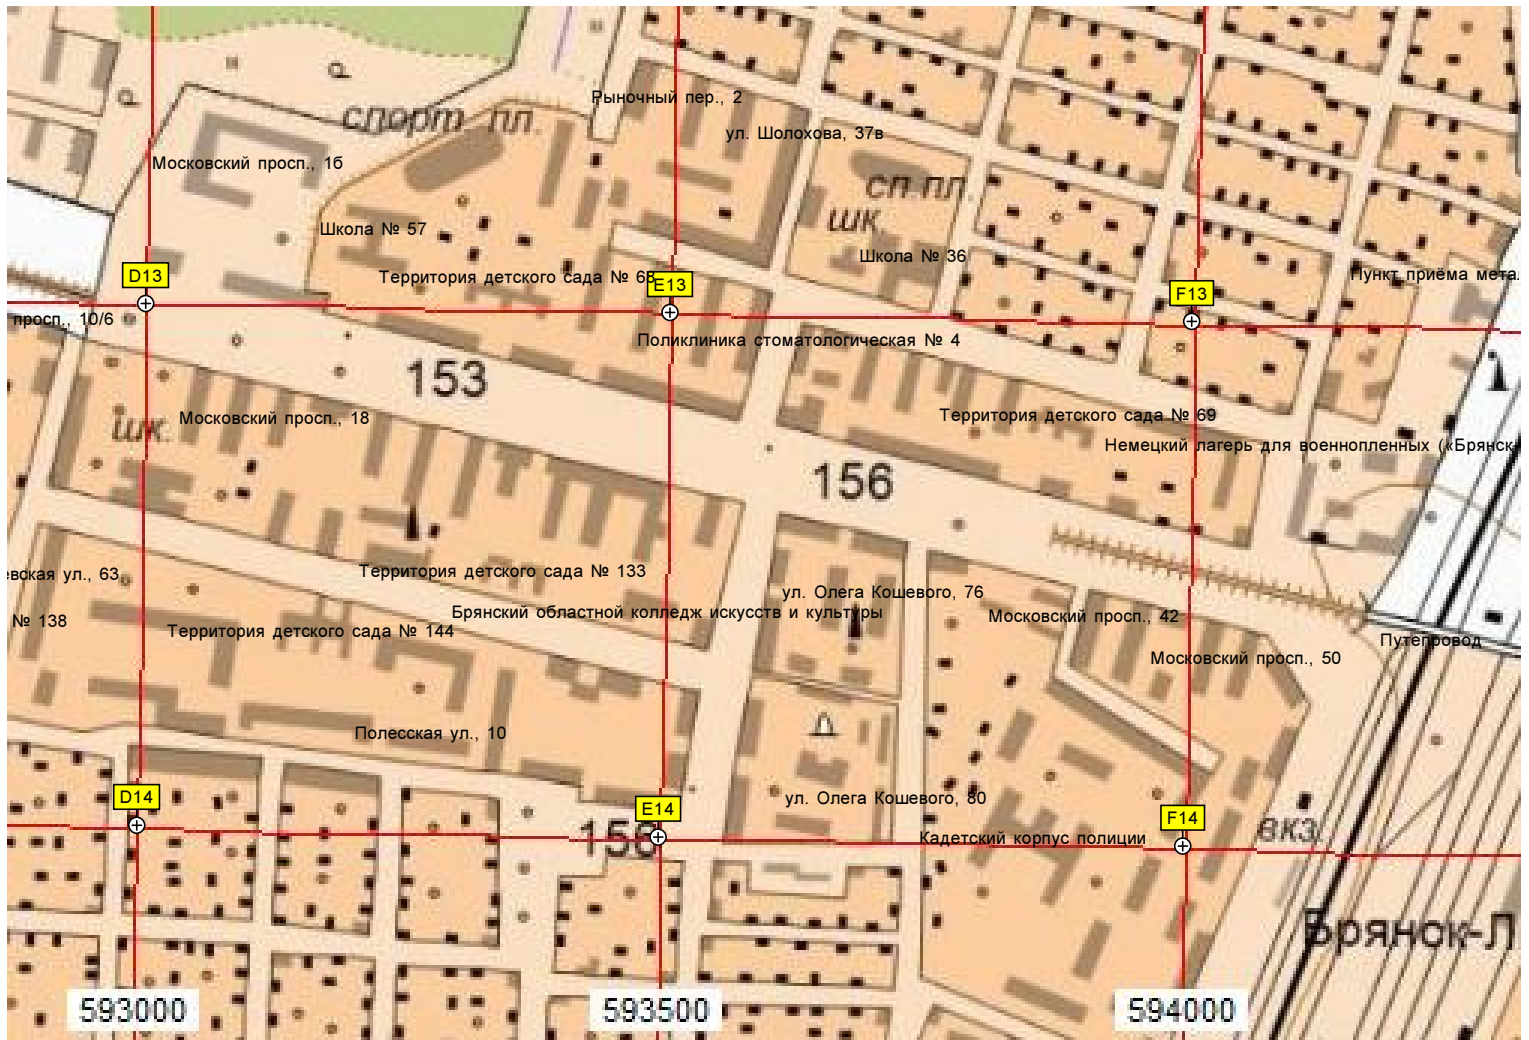 Рыночный пер., 2
спорт. пл.
ул. Шолохова, 37в
Московский просп., 1б
сп.пл.
шк.
Школа № 57
Школа № 36
Территория детского сада № 68
Пункт приёма мета
D13
E13
F13
просп., 10/6
Поликлиника стоматологическая № 4
153
Московский просп., 18
Территория детского сада № 69
шк.
Немецкий лагерь для военнопленных («Брянск
156
Территория детского сада № 133
евская ул., 63
ул. Олега Кошевого, 76
Брянский областной колледж искусств и культуры
Московский просп., 42
№ 138
Территория детского сада № 144
Путепровод
Московский просп., 50
Полесская ул., 10
D14
E14
F14
ул. Олега Кошевого, 80
156
Кадетский корпус полиции
вкз.
Брянск-Л
593000
593500
594000